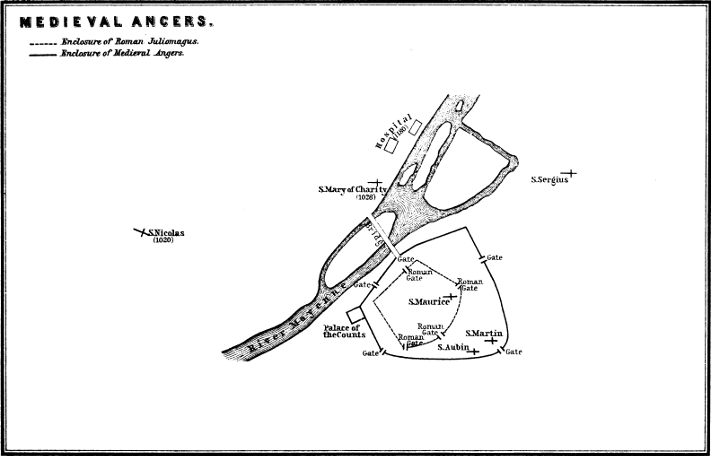 MEDIEVAL ANGERS.
Enclosure of Roman Juliomagus.
Enclosure of Medieval Angers.
Hospital
(1180)
S.Mary of Charity
(1028)
S.Sergius
S.Nicolas
(1020)
Bridge
Gate
Gate
Roman
Gate
Roman
Gate
Gate
S.Maurice
River Mayenne
Palace of
the Counts
Roman
Gate
Roman
Gate
S.Martin
S.Aubin
Gate
Gate